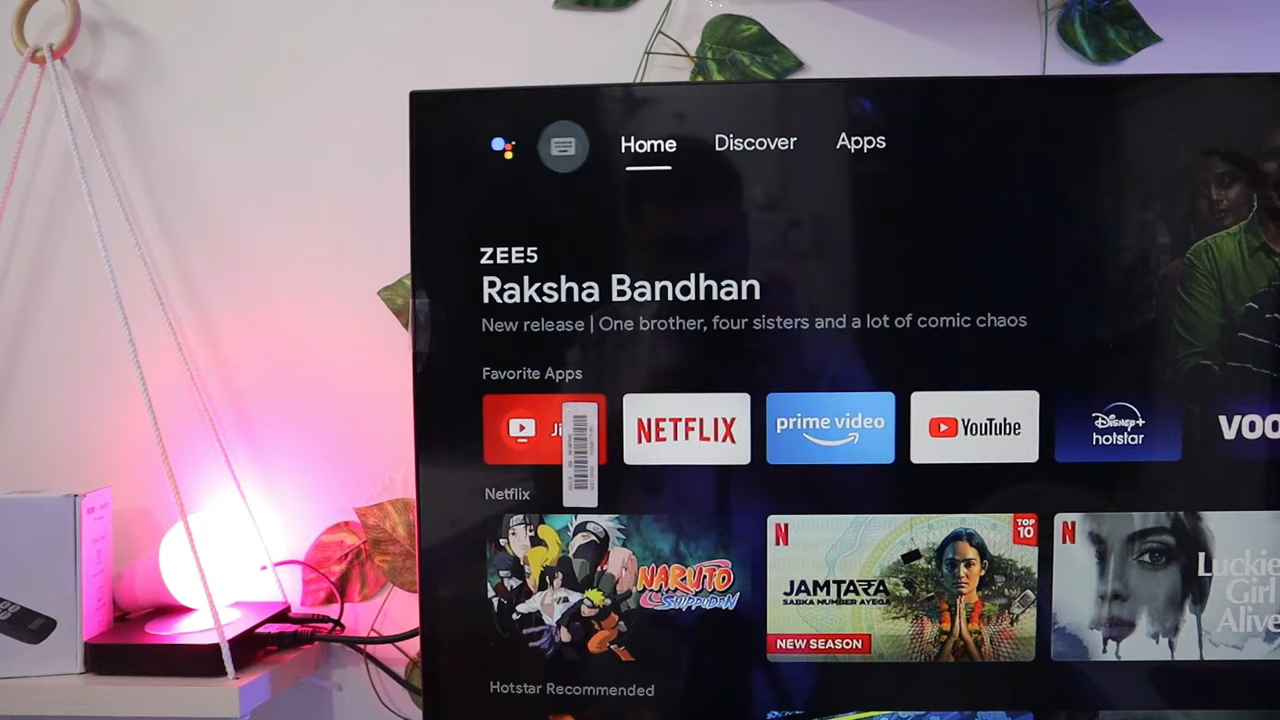 Home Discover Apps
ZEE5
Raksha Bandhan
New release | One brother, four sisters and a lot of comic chaos
Favorite Apps
NETFLIX prime video YouTube Disney+ hotstar
Netflix
NARUTO
SHIPPUDEN
N
JAMTARA
SABKA NUMBER AYEGA
NEW SEASON
TOP
10
N
Luckie
Girl
Alive
Hotstar Recommended